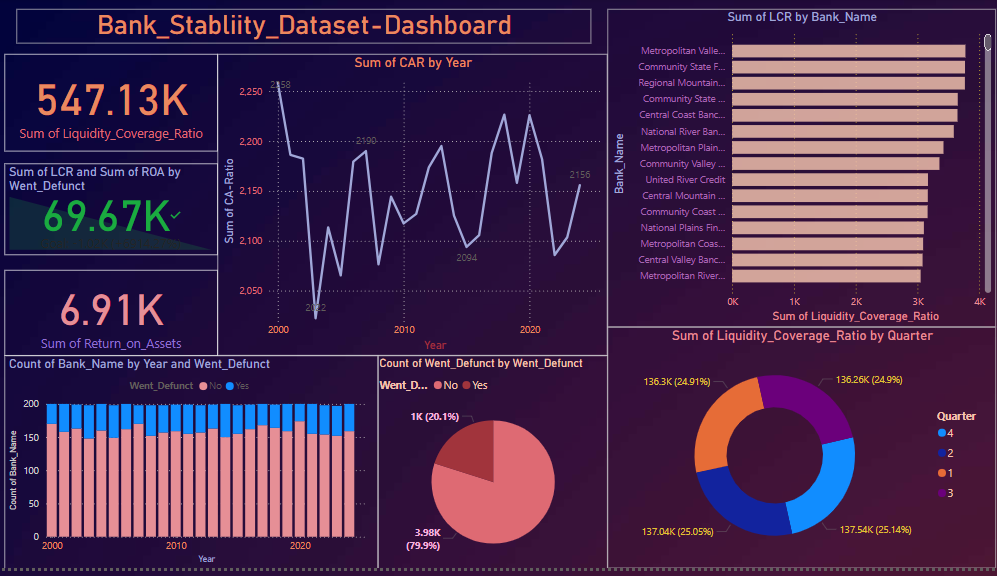 Bank_Stabliity_Dataset-Dashboard
547.13K
Sum of Liquidity_Coverage_Ratio
Sum of LCR and Sum of ROA by
Went_Defunct
69.67K
6.91K
Sum of Return_on_Assets
Sum of CAR by Year
Sum of CA-Ratio
2,250
2,200
2,150
2,100
2,050
2258
2022
2190
2094
2156
2000
2010
2020
Year
Sum of LCR by Bank_Name
Bank_Name
Metropolitan Valle...
Community State F...
Regional Mountain...
Community State ...
Central Coast Banc...
National River Ban...
Metropolitan Plain...
Community Valley ...
United River Credit
Central Mountain ...
Community Coast ...
National Plains Fin...
Metropolitan Coas...
Central Valley Banc...
Metropolitan River...
0K
1K
2K
3K
4K
Sum of Liquidity_Coverage_Ratio
Count of Bank_Name by Year and Went_Defunct
Went_Defunct No Yes
Count of Bank_Name
200
150
100
50
0
2000
2010
2020
Year
Count of Went_Defunct by Went_Defunct
Went_D... No Yes
1K (20.1%)
3.98K
(79.9%)
Sum of Liquidity_Coverage_Ratio by Quarter
136.3K (24.91%)
136.26K (24.9%)
137.04K (25.05%)
137.54K (25.14%)
Quarter
4
2
1
3